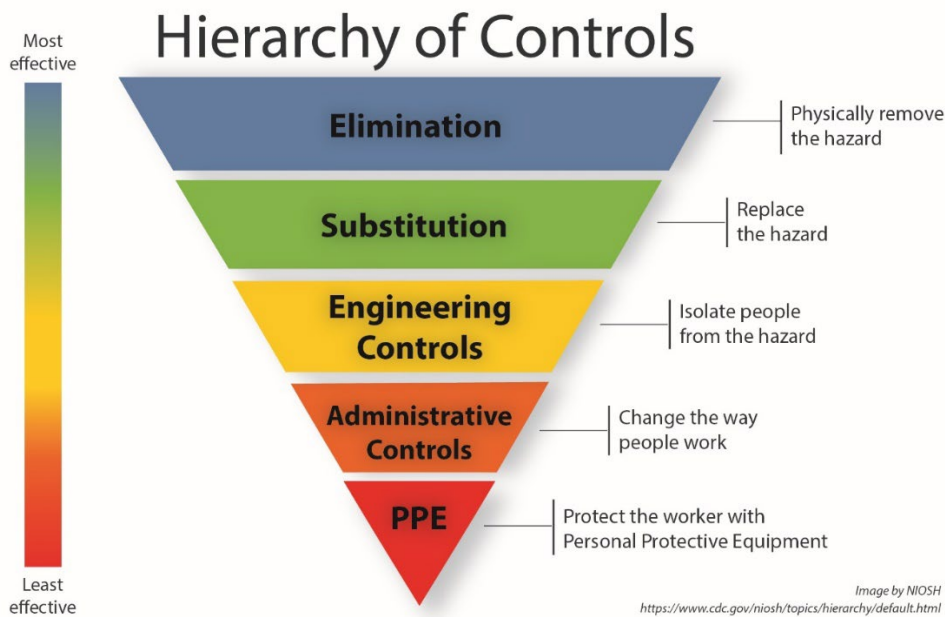 Hierarchy of Controls
Most
effective
Elimination
Physically remove
the hazard
Substitution
Replace
the hazard
Engineering
Controls
Isolate people
from the hazard
Administrative
Controls
Change the way
people work
PPE
Protect the worker with
Personal Protective Equipment
Least
effective
Image by NIOSH
https://www.cdc.gov/niosh/topics/hierarchy/default.html